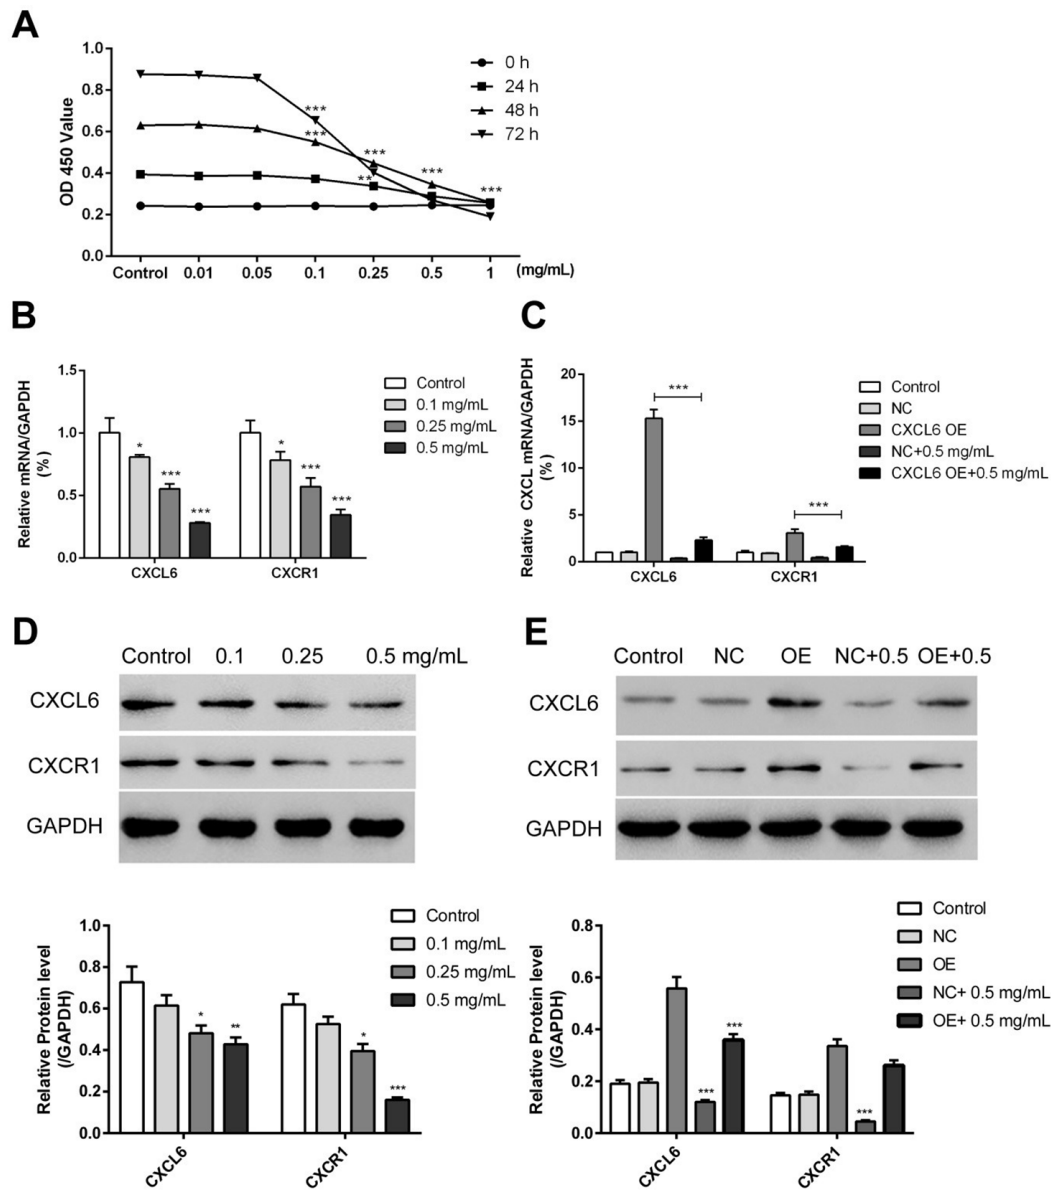 A
OD 450 Value
1.0
0.8
0.6
0.4
0.2
0.0
***
***
***
**
***
***
0 h
24 h
48 h
72 h
Control 0.01 0.05 0.1 0.25 0.5 1 (mg/mL)
B
Relative mRNA/GAPDH
(%)
1.5
1.0
0.5
0.0
* *** *** * *** ***
Control
0.1 mg/mL
0.25 mg/mL
0.5 mg/mL
CXCL6 CXCR1
C
Relative CXCL mRNA/GAPDH
(%)
20
15
10
5
0
*** ***
Control
NC
CXCL6 OE
NC+0.5 mg/mL
CXCL6 OE+0.5 mg/mL
CXCL6 CXCR1
D
Control 0.1 0.25 0.5 mg/mL
CXCL6
CXCR1
GAPDH
Relative Protein level
(/GAPDH)
1.0
0.8
0.6
0.4
0.2
0.0
* ** * ***
Control
0.1 mg/mL
0.25 mg/mL
0.5 mg/mL
CXCL6 CXCR1
E
Control NC OE NC+0.5 OE+0.5
CXCL6
CXCR1
GAPDH
Relative Protein level
(/GAPDH)
0.8
0.6
0.4
0.2
0.0
*** *** ***
Control
NC
OE
NC+ 0.5 mg/mL
OE+ 0.5 mg/mL
CXCL6 CXCR1